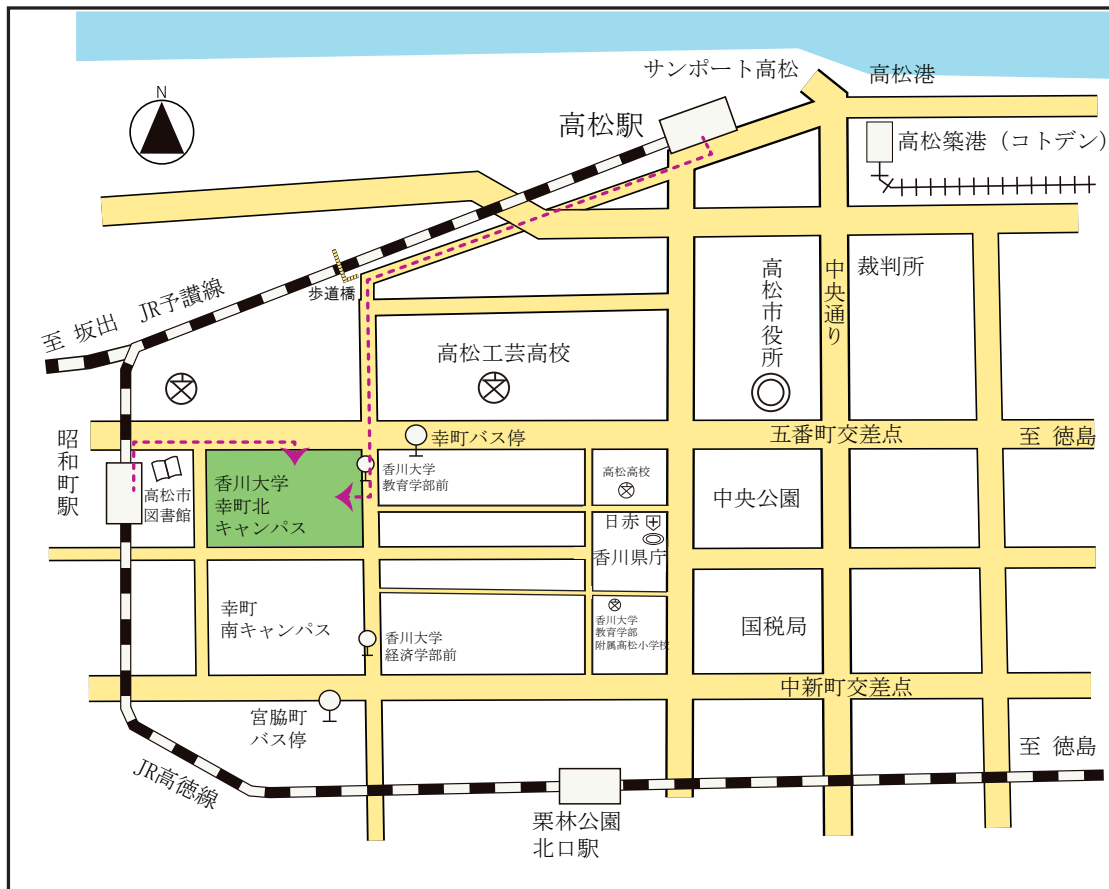 サンポート高松
高松港
N
高松駅
高松築港（コトデン）
中央通り
裁判所
高松市役所
歩道橋
JR予讃線
至 坂出
高松工芸高校
昭和町駅
幸町バス停
五番町交差点
至 徳島
高松市
図書館
香川大学
幸町北
キャンパス
香川大学
教育学部前
高松高校
日赤
香川県庁
中央公園
幸町
南キャンパス
香川大学
経済学部前
香川大学
教育学部
附属高松小学校
国税局
中新町交差点
宮脇町
バス停
至 徳島
JR高徳線
栗林公園
北口駅